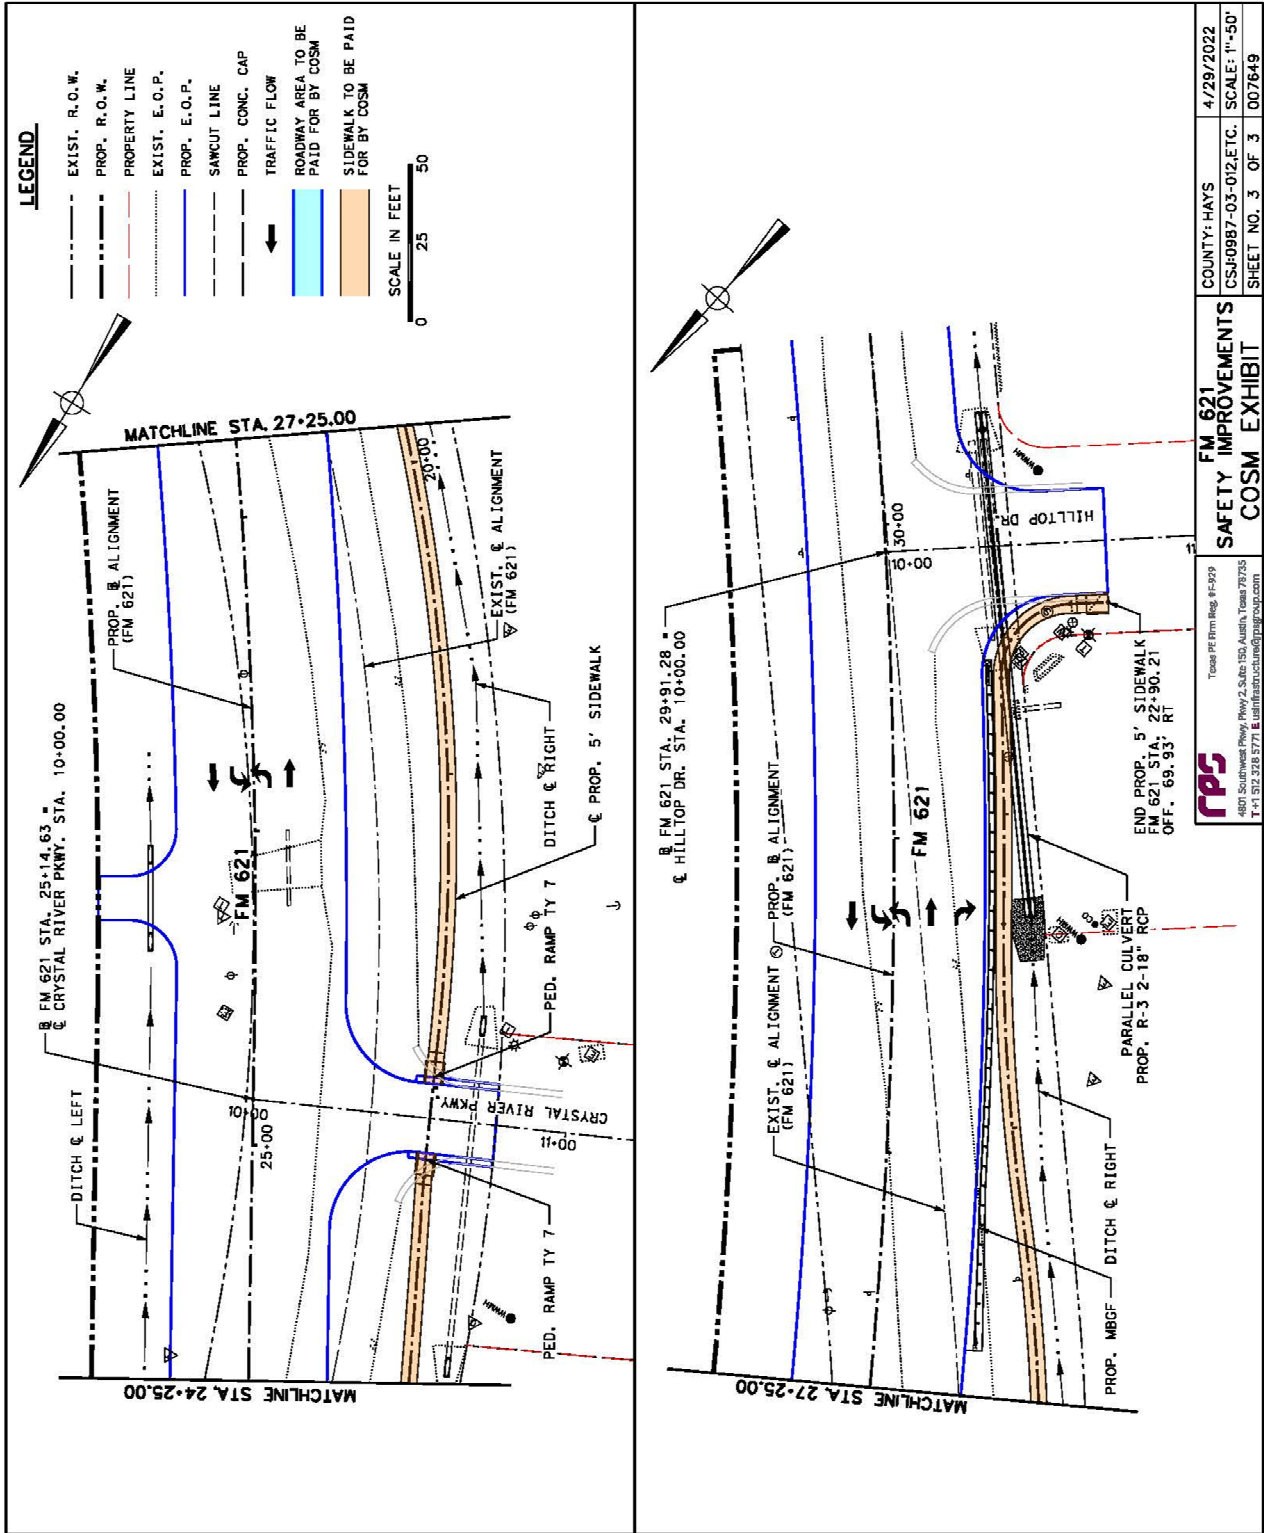 LEGEND
EXIST. R.O.W.
PROP. R.O.W.
PROPERTY LINE
EXIST. E.O.P.
PROP. E.O.P.
SAWCUT LINE
PROP. CONC. CAP
TRAFFIC FLOW
ROADWAY AREA TO BE
PAID FOR BY COSM
SIDEWALK TO BE PAID
FOR BY COSM
SCALE IN FEET
0 25 50
MATCHLINE STA. 24+25.00
MATCHLINE STA. 27+25.00
DITCH ℄ LEFT
FM 621 STA. 25+14.63 =
℄ CRYSTAL RIVER PKWY. STA. 10+00.00
PROP. ALIGNMENT
(FM 621)
FM 621
10+00
25+00
11+00
CRYSTAL RIVER PKWY.
20+00
EXIST. ℄ ALIGNMENT
(FM 621)
PED. RAMP TY 7
WWMH
PED. RAMP TY 7
DITCH ℄ RIGHT
℄ PROP. 5' SIDEWALK
MATCHLINE STA. 27+25.00
FM 621 STA. 29+91.28 =
℄ HILLTOP DR. STA. 10+00.00
EXIST. ℄ ALIGNMENT
(FM 621)
PROP. ALIGNMENT
(FM 621)
FM 621
30+00
10+00
HILLTOP DR.
11
WWMH
WWMH
CO
PROP. MBGF
DITCH ℄ RIGHT
PARALLEL CULVERT
PROP. R-3 2-18" RCP
END PROP. 5' SIDEWALK
FM 621 STA. 22+90.21
OFF. 69.93' RT
rps
Texas PE Firm Reg. #F-929
4801 Southwest Pkwy, Pkwy 2, Suite 150, Austin, Texas 78735
T +1 512 328 5771 E usinfrastructure@rpsgroup.com
FM 621
SAFETY IMPROVEMENTS
COSM EXHIBIT
COUNTY: HAYS
4/29/2022
CSJ:0987-03-012,ETC.
SCALE: 1"=50'
SHEET NO. 3 OF 3
007649